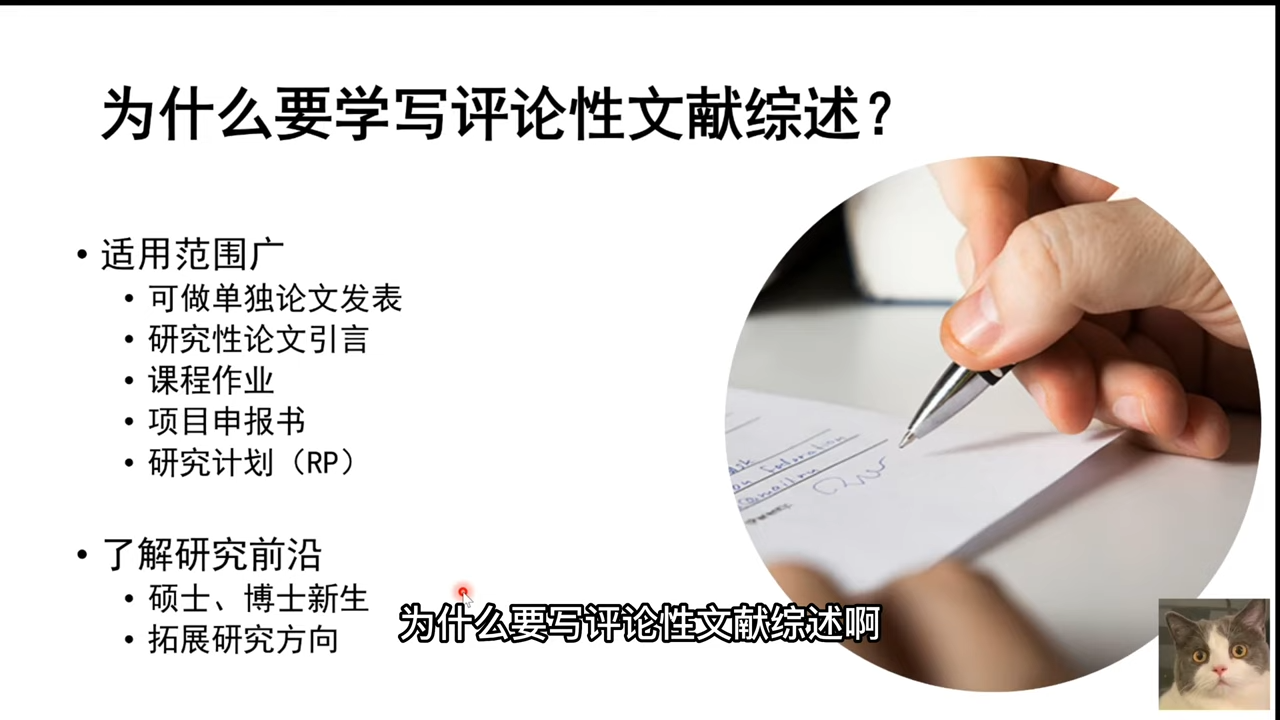 为什么要学写评论性文献综述？
• 适用范围广
• 可做单独论文发表
• 研究性论文引言
• 课程作业
• 项目申报书
• 研究计划（RP）
• 了解研究前沿
• 硕士、博士新生
• 拓展研究方向
为什么要写评论性文献综述啊